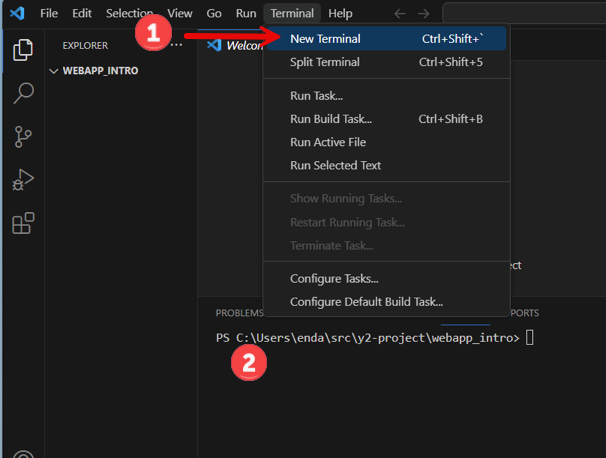 File Edit Selection View Go Run Terminal Help
1
EXPLORER ...
Welcom
WEBAPP_INTRO
New Terminal Ctrl+Shift+`
Split Terminal Ctrl+Shift+5
Run Task...
Run Build Task... Ctrl+Shift+B
Run Active File
Run Selected Text
Show Running Tasks...
Restart Running Task...
Terminate Task...
Configure Tasks...
Configure Default Build Task...
ect
PROBLEMS PORTS
PS C:\Users\enda\src\y2-project\webapp_intro>
2